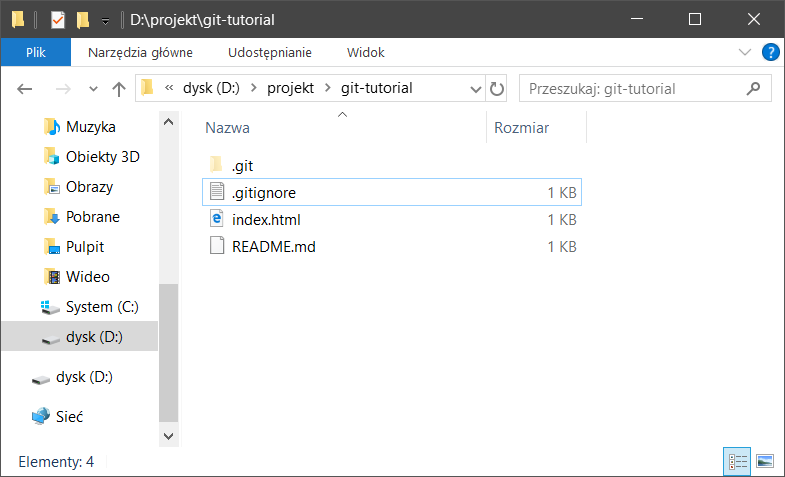 D:\projekt\git-tutorial
Plik Narzędzia główne Udostępnianie Widok
« dysk (D:) projekt git-tutorial Przeszukaj: git-tutorial
Nazwa Rozmiar
Muzyka
Obiekty 3D
Obrazy
Pobrane
Pulpit
Wideo
System (C:)
dysk (D:)
dysk (D:)
Sieć
.git
.gitignore 1 KB
index.html 1 KB
README.md 1 KB
Elementy: 4